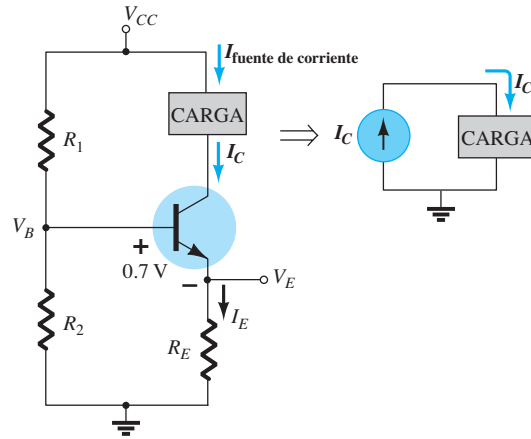 V_CC
I_fuente de corriente
CARGA
I_C
R_1
V_B
+
0.7 V
−
V_E
I_E
R_2
R_E
⇒
I_C
I_C
CARGA